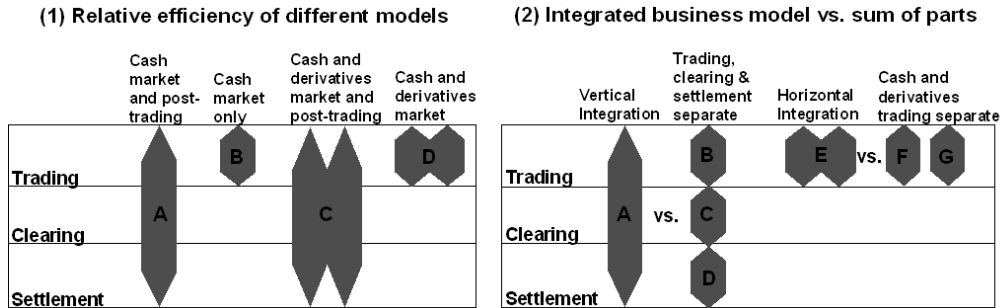 (1) Relative efficiency of different models
Cash
market
and post-
trading
Cash
market
only
Cash and
derivatives
market and
post-trading
Cash and
derivatives
market
Trading
Clearing
Settlement
A
B
C
D
(2) Integrated business model vs. sum of parts
Vertical
Integration
Trading,
clearing &
settlement
separate
Horizontal
Integration
Cash and
derivatives
trading separate
Trading
Clearing
Settlement
A
vs.
B
C
D
E
vs.
F
G